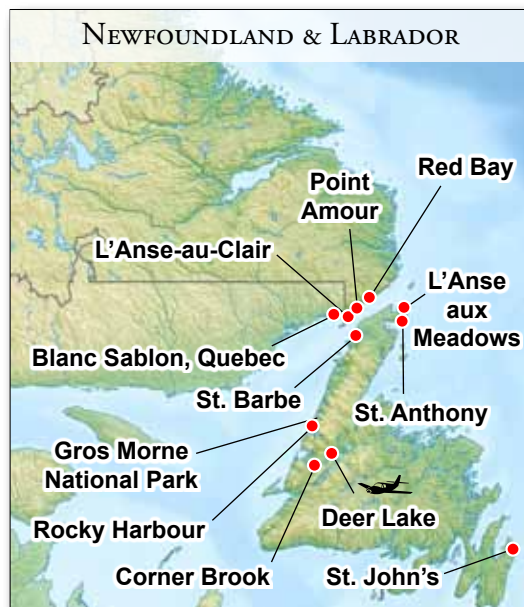 NEWFOUNDLAND & LABRADOR
Red Bay
Point
Amour
L'Anse-au-Clair
L'Anse
aux
Meadows
Blanc Sablon, Quebec
St. Barbe
St. Anthony
Gros Morne
National Park
Rocky Harbour
Deer Lake
Corner Brook
St. John's